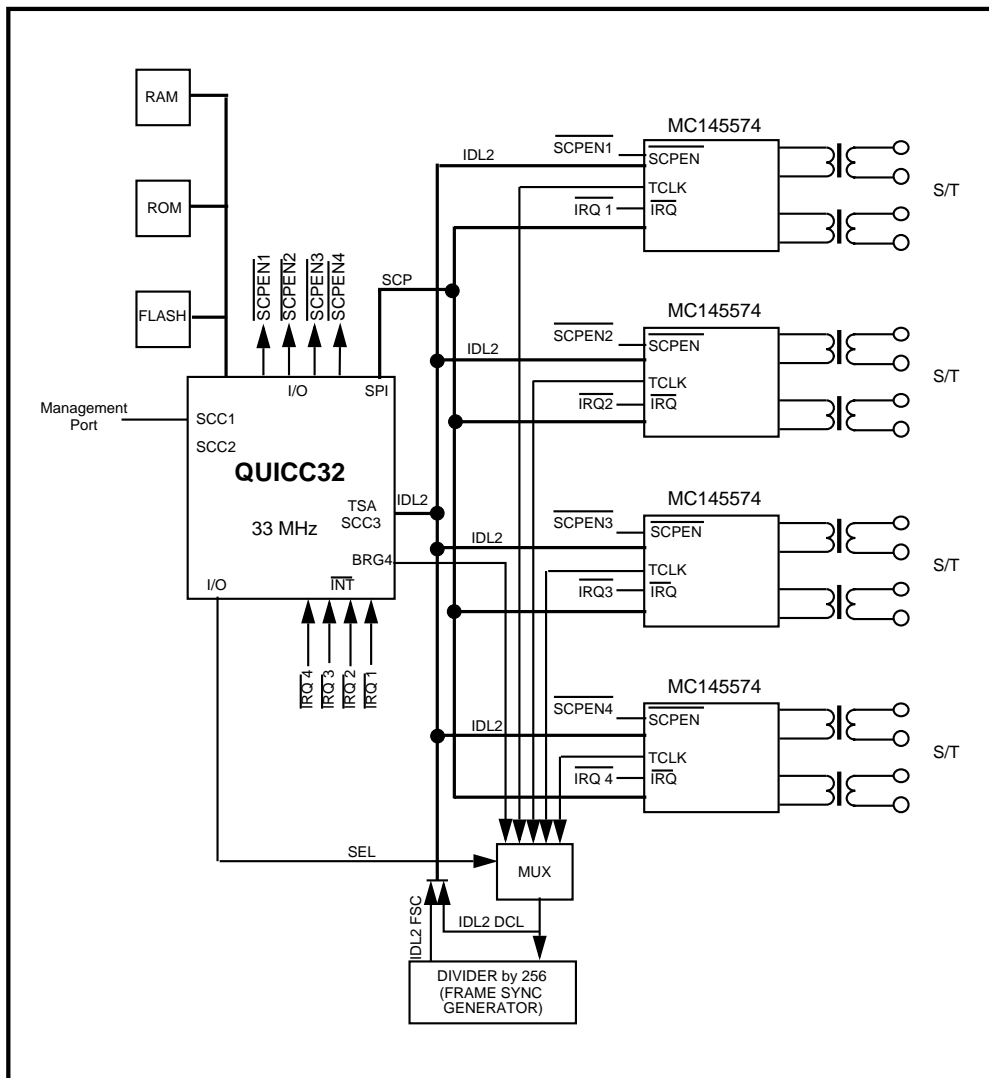 RAM
ROM
FLASH
SCPEN1
SCPEN2
SCPEN3
SCPEN4
I/O
SPI
SCP
Management
Port
SCC1
SCC2
QUICC32
33 MHz
TSA
SCC3
IDL2
BRG4
I/O
INT
IRQ 4
IRQ 3
IRQ 2
IRQ 1
MC145574
SCPEN1
SCPEN
IDL2
TCLK
IRQ 1
IRQ
S/T
MC145574
SCPEN2
SCPEN
IDL2
TCLK
IRQ2
IRQ
S/T
MC145574
SCPEN3
SCPEN
IDL2
TCLK
IRQ3
IRQ
S/T
MC145574
SCPEN4
SCPEN
IDL2
TCLK
IRQ 4
IRQ
S/T
SEL
MUX
IDL2 FSC
IDL2 DCL
DIVIDER by 256
(FRAME SYNC
GENERATOR)